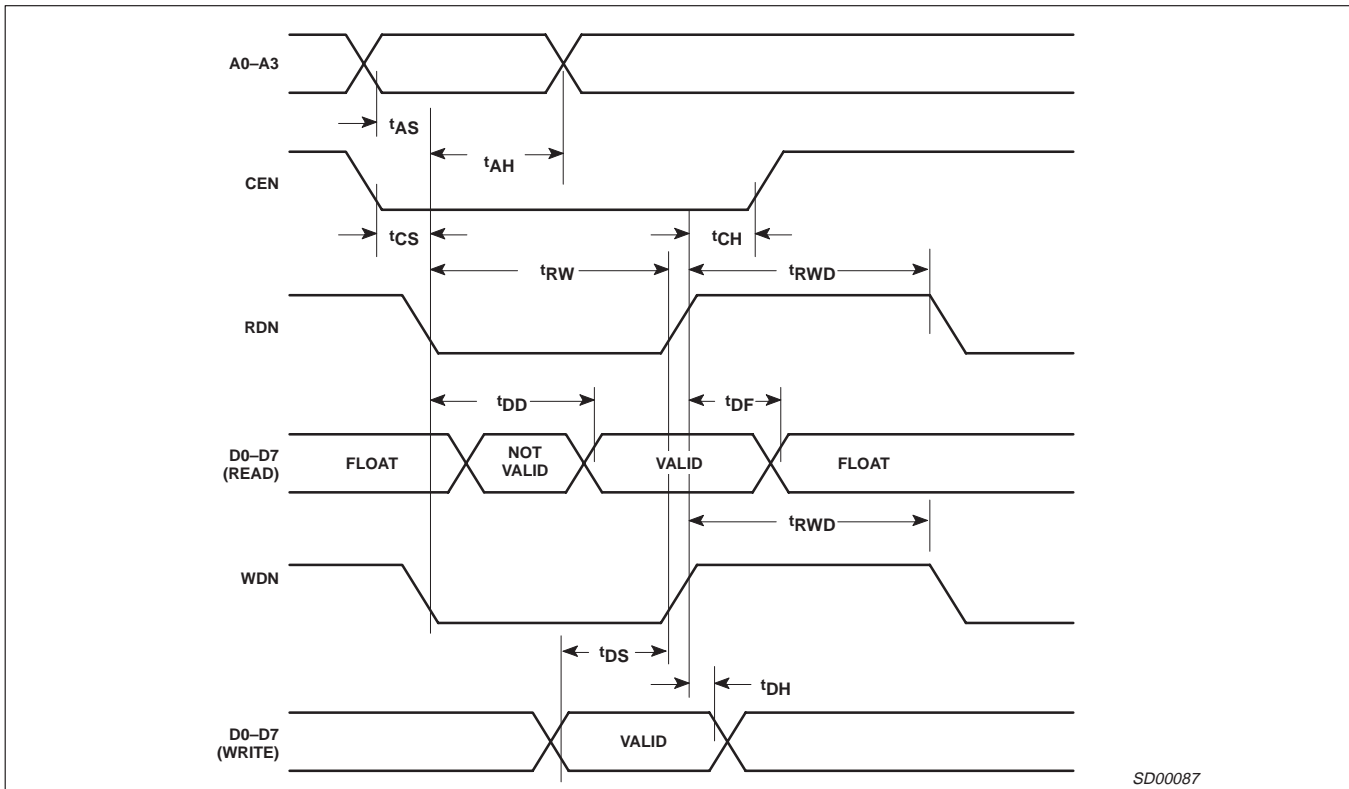 A0–A3
tAS
tAH
CEN
tCS
tCH
tRW
tRWD
RDN
tDD
tDF
D0–D7
(READ)
FLOAT
NOT
VALID
VALID
FLOAT
tRWD
WDN
tDS
tDH
D0–D7
(WRITE)
VALID
SD00087